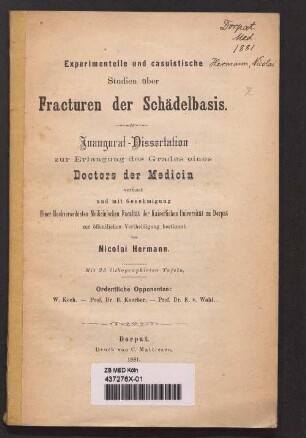 Dorpat.
Med.
1881
Hermann, Nicolai
Experimentelle und casuistische
Studien über
Fracturen der Schädelbasis.
Inaugural-Dissertation
zur Erlangung des Grades eines
Doctors der Medicin
verfasst
und mit Genehmigung
Einer Hochverordneten Medicinischen Facultät der Kaiserlichen Universität zu Dorpat
zur öffentlichen Vertheidigung bestimmt
von
Nicolai Hermann.
Mit lithographirten Tafeln.
Ordentliche Opponenten:
W. Koch. — Prof. Dr. B. Koerber. — Prof. Dr. E. v. Wahl.
Dorpat.
Druck von C. Mattiesen.
1881.
ZB MED Köln
437276X-01